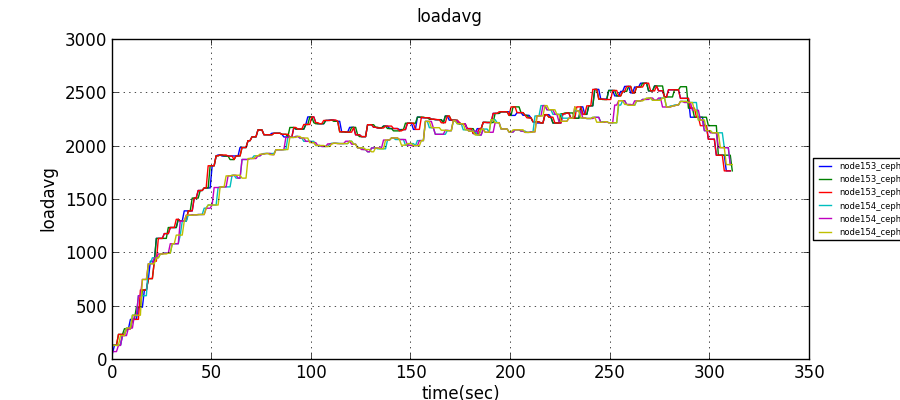 loadavg
3000
2500
2000
1500
1000
500
0
loadavg
0 50 100 150 200 250 300 350
time(sec)
node153_ceph
node153_ceph
node153_ceph
node154_ceph
node154_ceph
node154_ceph